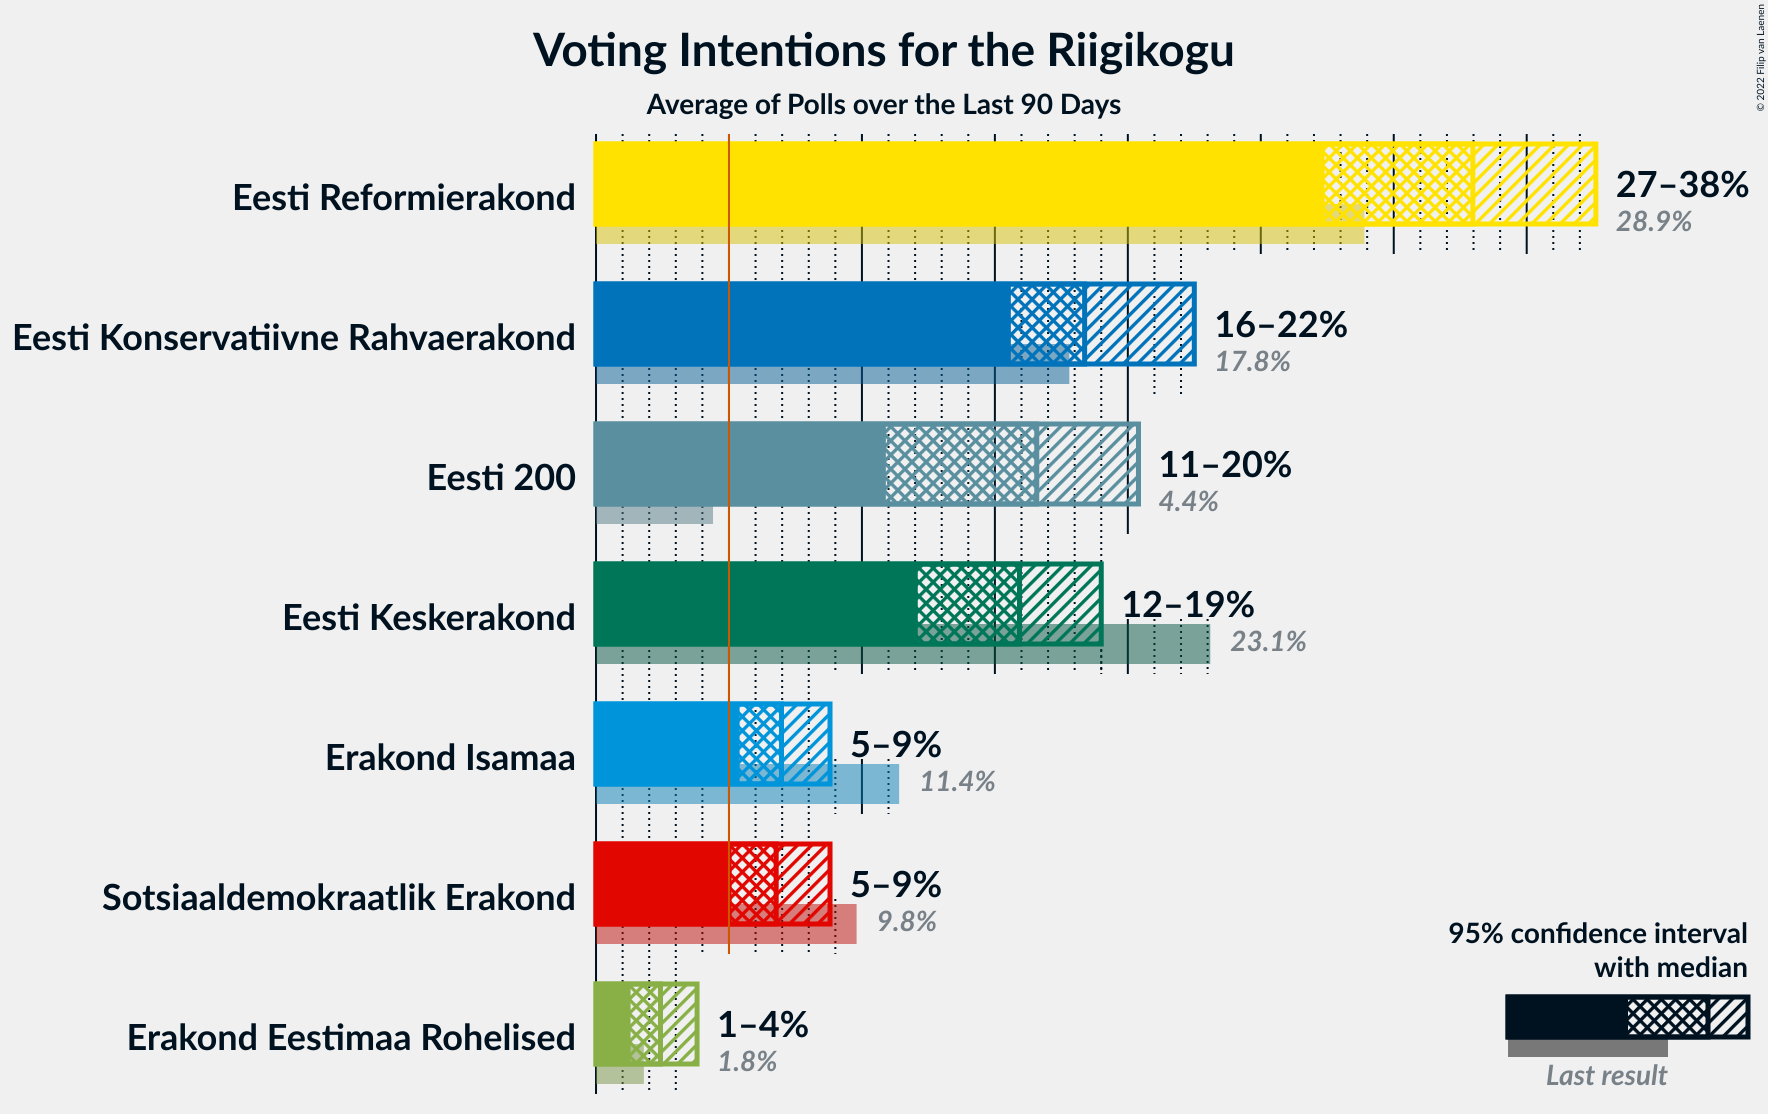 Voting Intentions for the Riigikogu
Average of Polls over the Last 90 Days
© 2022 Filip van Laenen
Eesti Reformierakond
27–38%
28.9%
Eesti Konservatiivne Rahvaerakond
16–22%
17.8%
Eesti 200
11–20%
4.4%
Eesti Keskerakond
12–19%
23.1%
Erakond Isamaa
5–9%
11.4%
Sotsiaaldemokraatlik Erakond
5–9%
9.8%
Erakond Eestimaa Rohelised
1–4%
1.8%
95% confidence interval
with median
Last result